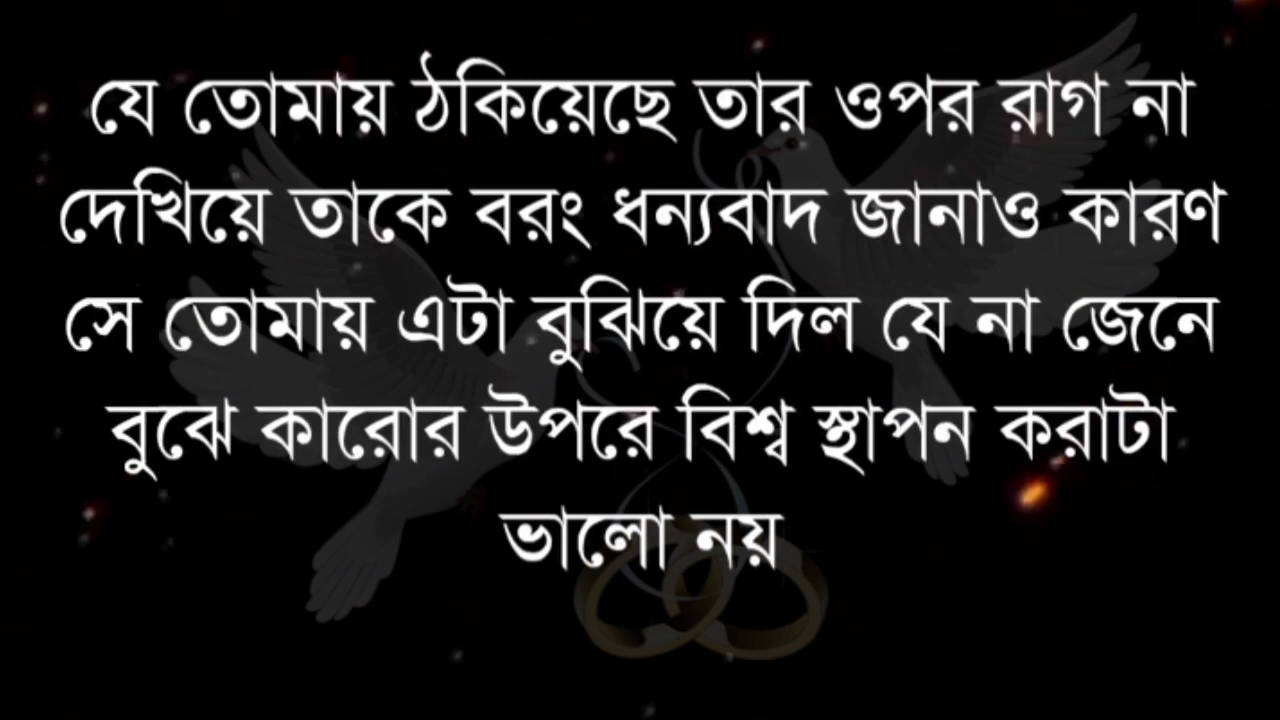 যে তোমায় ঠকিয়েছে তার ওপর রাগ না
দেখিয়ে তাকে বরং ধন্যবাদ জানাও কারণ
সে তোমায় এটা বুঝিয়ে দিল যে না জেনে
বুঝে কারোর উপরে বিশ্ব স্থাপন করাটা
ভালো নয়